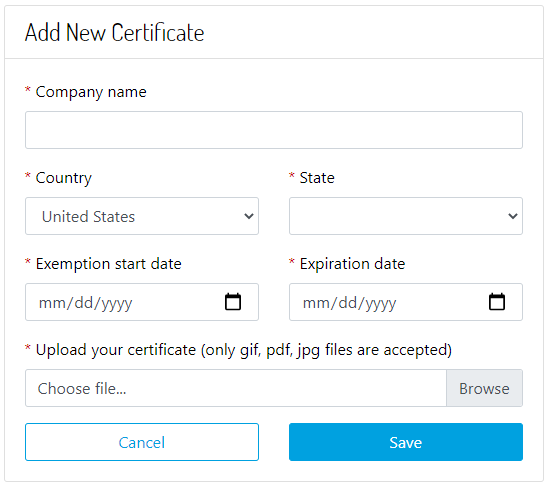 Add New Certificate
* Company name
* Country * State
United States
* Exemption start date * Expiration date
mm/dd/yyyy mm/dd/yyyy
* Upload your certificate (only gif, pdf, jpg files are accepted)
Choose file... Browse
Cancel Save